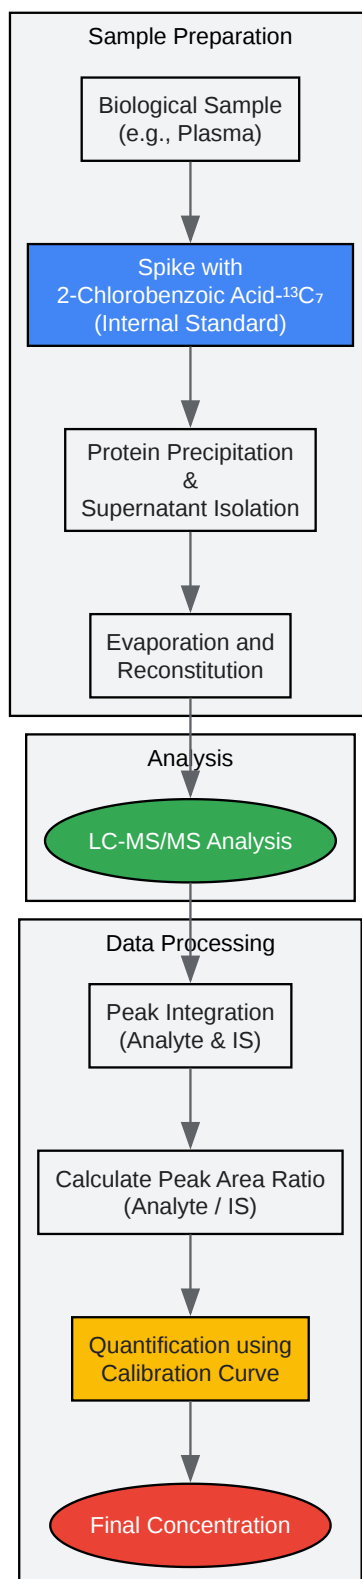 Sample Preparation
Biological Sample
(e.g., Plasma)
Spike with
2-Chlorobenzoic Acid-¹³C₇
(Internal Standard)
Protein Precipitation
&
Supernatant Isolation
Evaporation and
Reconstitution
Analysis
LC-MS/MS Analysis
Data Processing
Peak Integration
(Analyte & IS)
Calculate Peak Area Ratio
(Analyte / IS)
Quantification using
Calibration Curve
Final Concentration